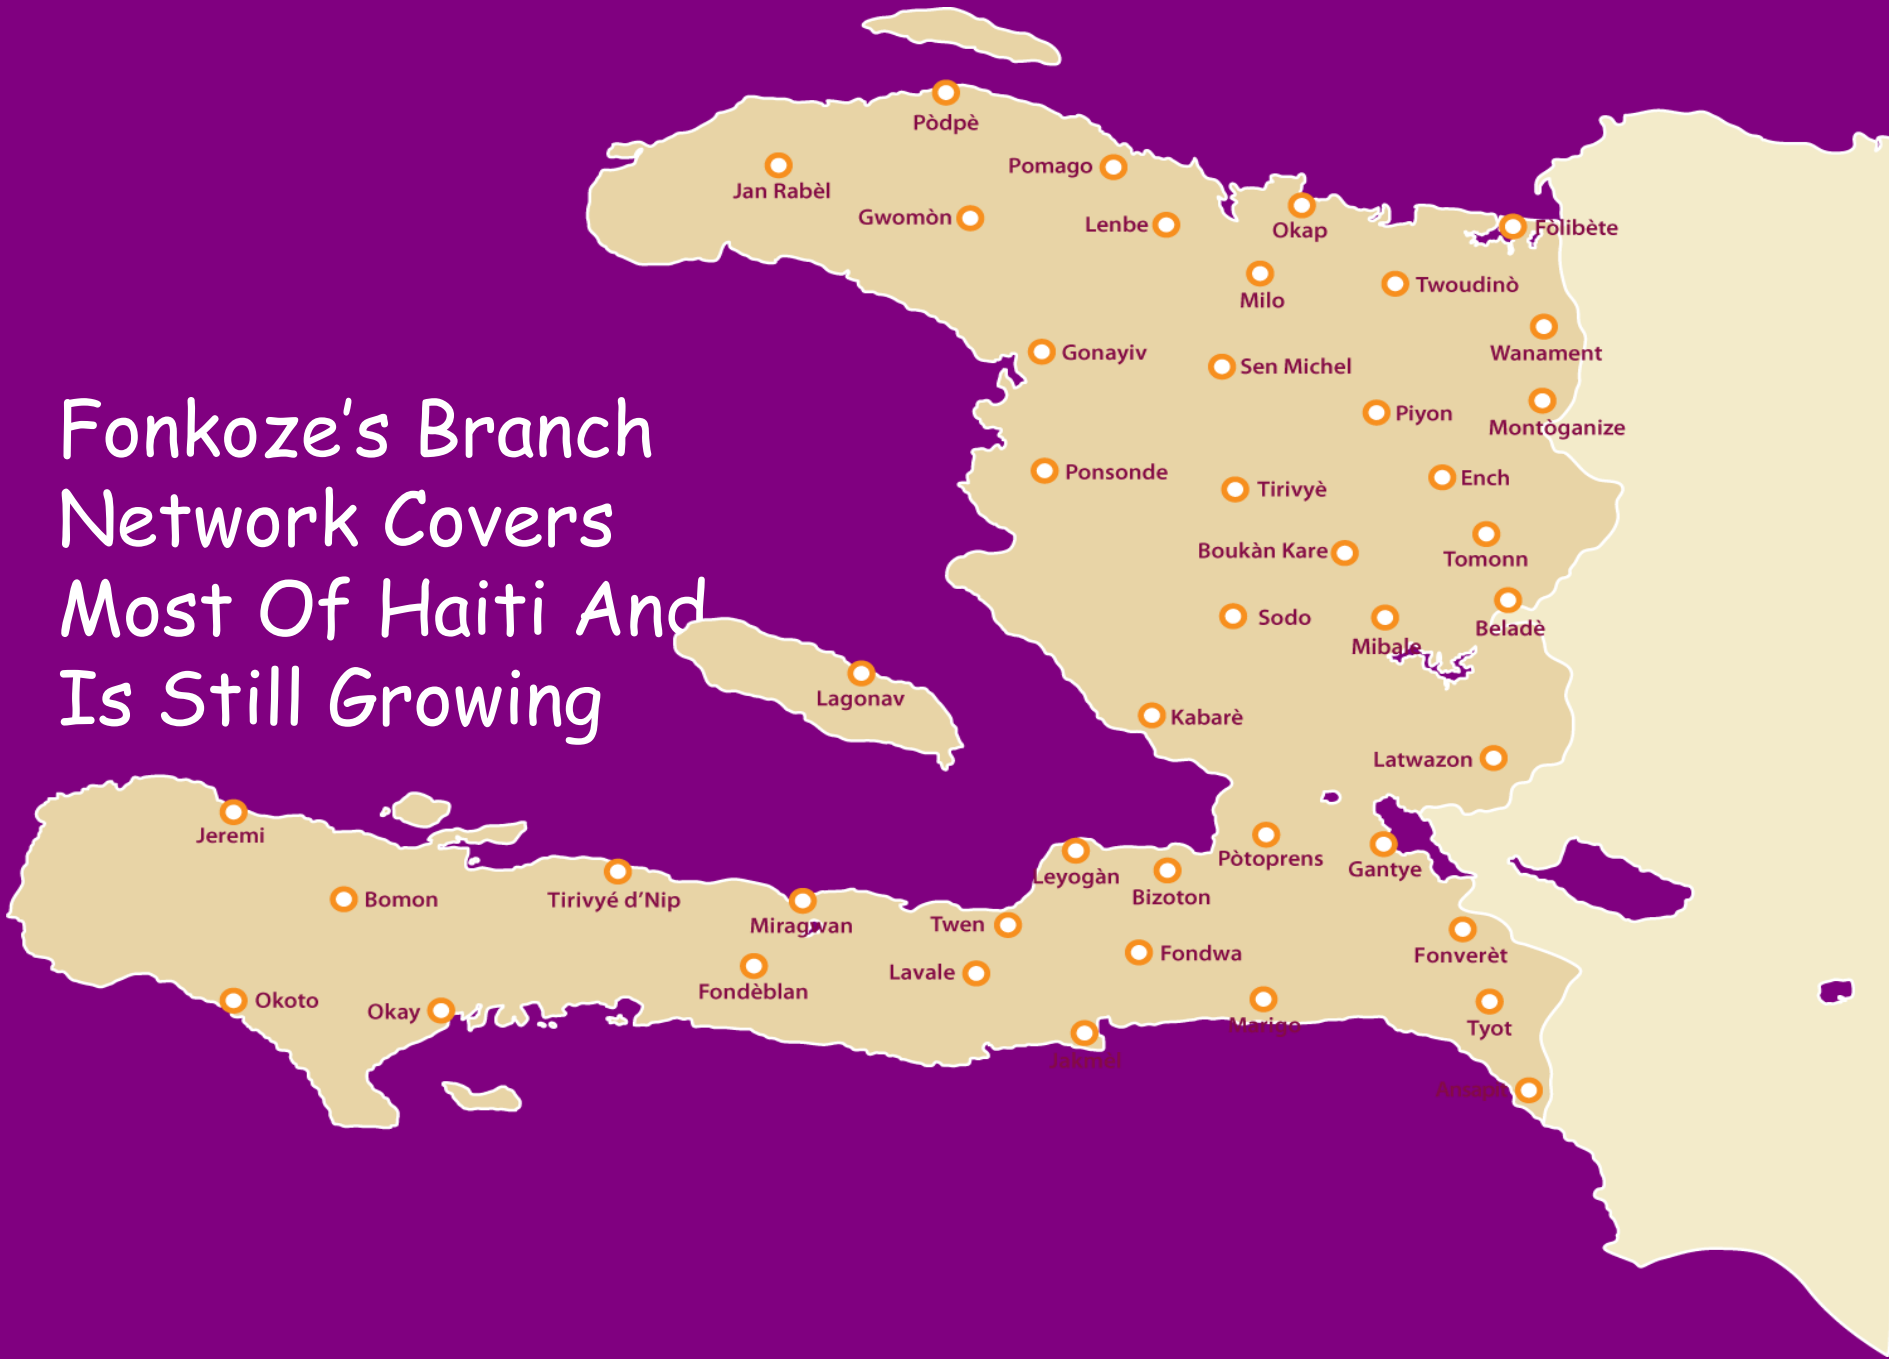 Pòdpè
Jan Rabèl
Pomago
Gwomòn
Lenbe
Okap
Fòlibète
Milo
Twoudinò
Wanament
Gonayiv
Sen Michel
Piyon
Montòganize
Fonkoze’s Branch
Network Covers
Most Of Haiti And
Is Still Growing
Ponsonde
Tirivyè
Ench
Boukàn Kare
Tomonn
Sodo
Mibale
Beladè
Lagonav
Kabarè
Latwazon
Jeremi
Pòtoprens
Gantye
Leyogàn
Bizoton
Bomon
Tirivyé d’Nip
Miragwan
Twen
Fondwa
Fonverèt
Lavale
Fondèblan
Okoto
Okay
Marigo
Tyot
Jakmèl